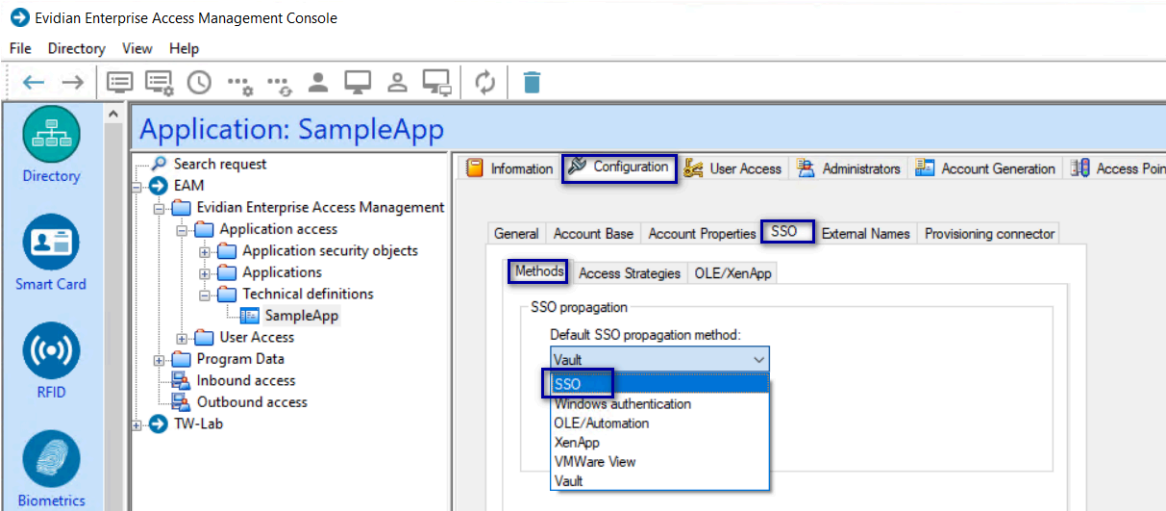 Evidian Enterprise Access Management Console
File Directory View Help
Directory
Smart Card
RFID
Biometrics
Application: SampleApp
Search request
EAM
Evidian Enterprise Access Management
Application access
Application security objects
Applications
Technical definitions
SampleApp
User Access
Program Data
Inbound access
Outbound access
TW-Lab
Information Configuration User Access Administrators Account Generation Access Poin
General Account Base Account Properties SSO External Names Provisioning connector
Methods Access Strategies OLE/XenApp
SSO propagation
Default SSO propagation method:
Vault
SSO
Windows authentication
OLE/Automation
XenApp
VMWare View
Vault